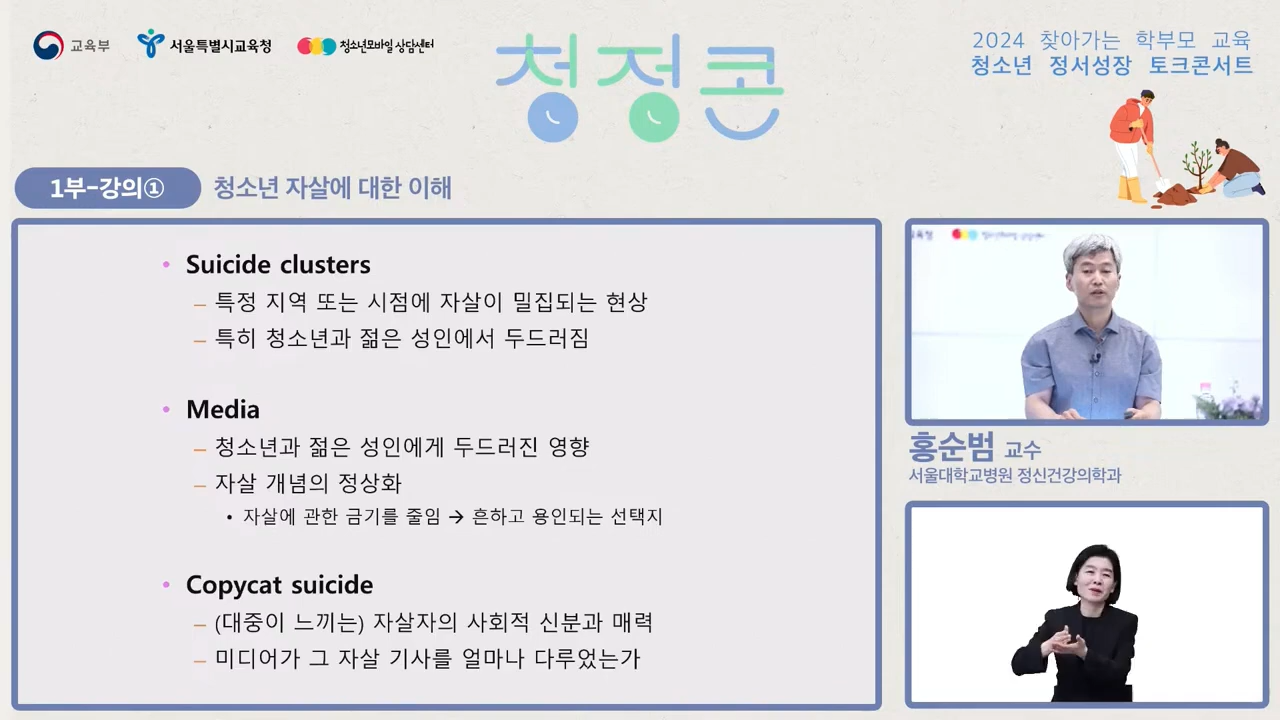 교육부
서울특별시교육청
청소년모바일 상담센터
청정콘
2024 찾아가는 학부모 교육
청소년 정서성장 토크콘서트
1부-강의①
청소년 자살에 대한 이해
• Suicide clusters
– 특정 지역 또는 시점에 자살이 밀집되는 현상
– 특히 청소년과 젊은 성인에서 두드러짐
• Media
– 청소년과 젊은 성인에게 두드러진 영향
– 자살 개념의 정상화
• 자살에 관한 금기를 줄임 → 흔하고 용인되는 선택지
• Copycat suicide
– (대중이 느끼는) 자살자의 사회적 신분과 매력
– 미디어가 그 자살 기사를 얼마나 다루었는가
홍순범 교수
서울대학교병원 정신건강의학과